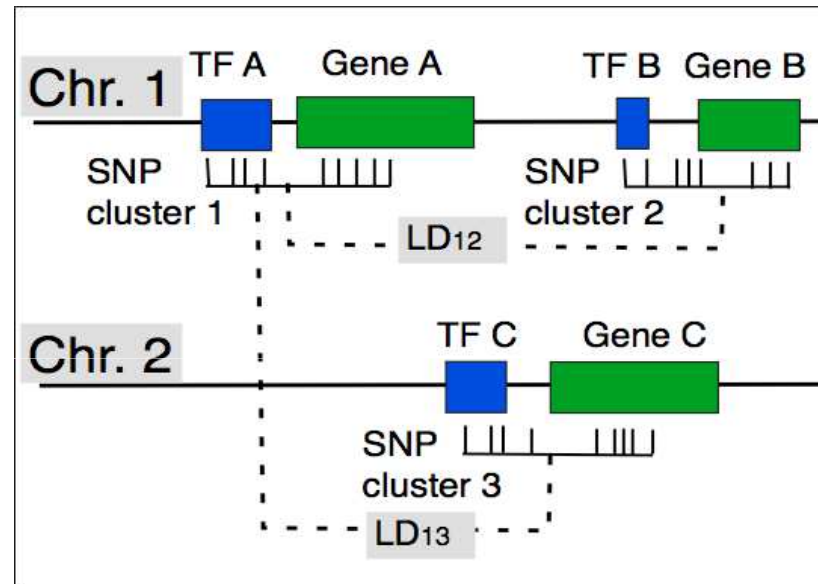 TF A Gene A TF B Gene B
Chr. 1
SNP
cluster 1
SNP
cluster 2
LD12
TF C Gene C
Chr. 2
SNP
cluster 3
LD13